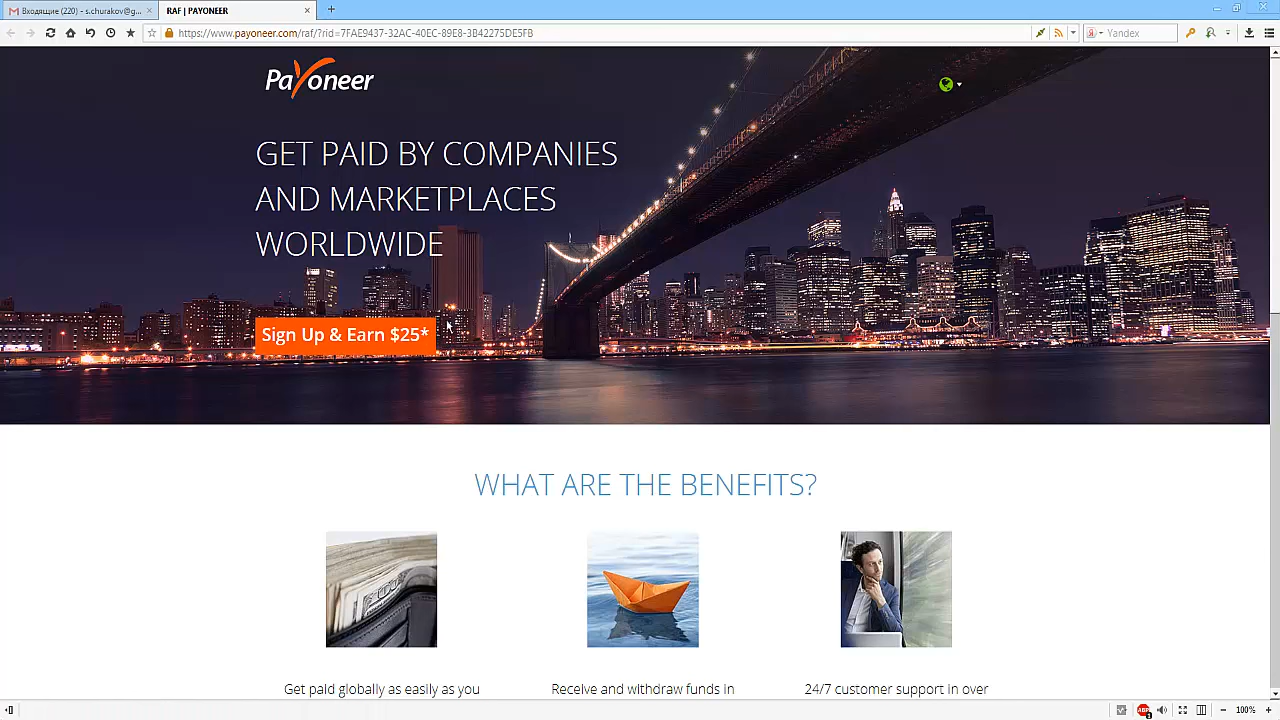 Входящие (220) - s.churakov@g...
RAF | PAYONEER
https://www.payoneer.com/raf/?rid=7FAE9437-32AC-40EC-89E8-3B42275DE5FB
Yandex
Payoneer
GET PAID BY COMPANIES
AND MARKETPLACES
WORLDWIDE
Sign Up & Earn $25*
WHAT ARE THE BENEFITS?
Get paid globally as easily as you
Receive and withdraw funds in
24/7 customer support in over
ABP
100%